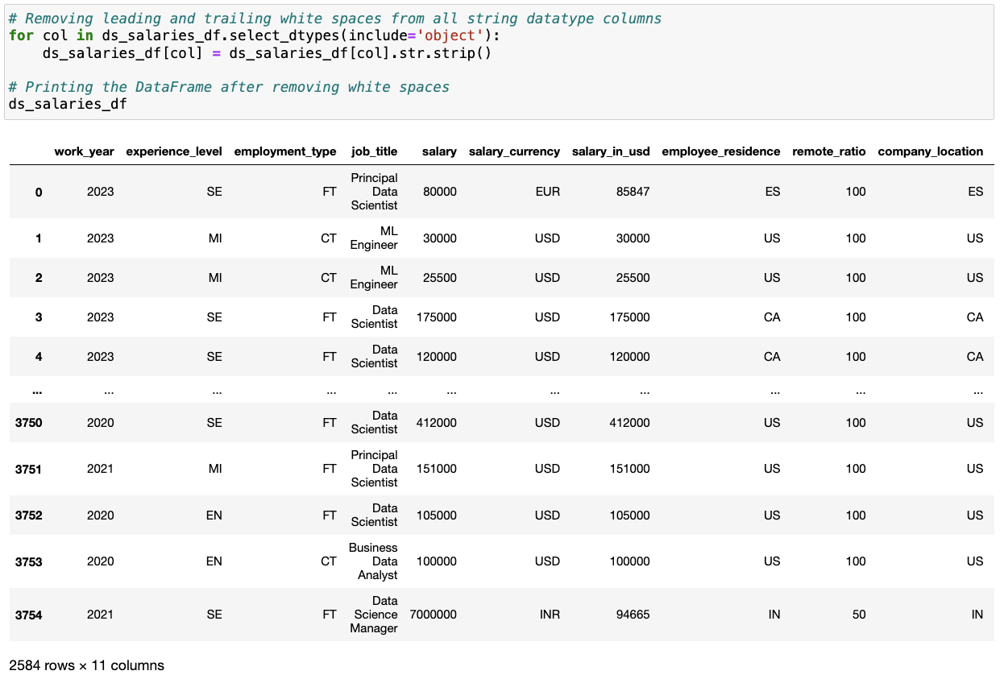 # Removing leading and trailing white spaces from all string datatype columns
for col in ds_salaries_df.select_dtypes(include='object'):
    ds_salaries_df[col] = ds_salaries_df[col].str.strip()
# Printing the DataFrame after removing white spaces
ds_salaries_df
work_year experience_level employment_type job_title salary salary_currency salary_in_usd employee_residence remote_ratio company_location
0 2023 SE FT Principal Data Scientist 80000 EUR 85847 ES 100 ES
1 2023 MI CT ML Engineer 30000 USD 30000 US 100 US
2 2023 MI CT ML Engineer 25500 USD 25500 US 100 US
3 2023 SE FT Data Scientist 175000 USD 175000 CA 100 CA
4 2023 SE FT Data Scientist 120000 USD 120000 CA 100 CA
... ... ... ... ... ... ... ... ... ... ...
3750 2020 SE FT Data Scientist 412000 USD 412000 US 100 US
3751 2021 MI FT Principal Data Scientist 151000 USD 151000 US 100 US
3752 2020 EN FT Data Scientist 105000 USD 105000 US 100 US
3753 2020 EN CT Business Data Analyst 100000 USD 100000 US 100 US
3754 2021 SE FT Data Science Manager 7000000 INR 94665 IN 50 IN
2584 rows × 11 columns